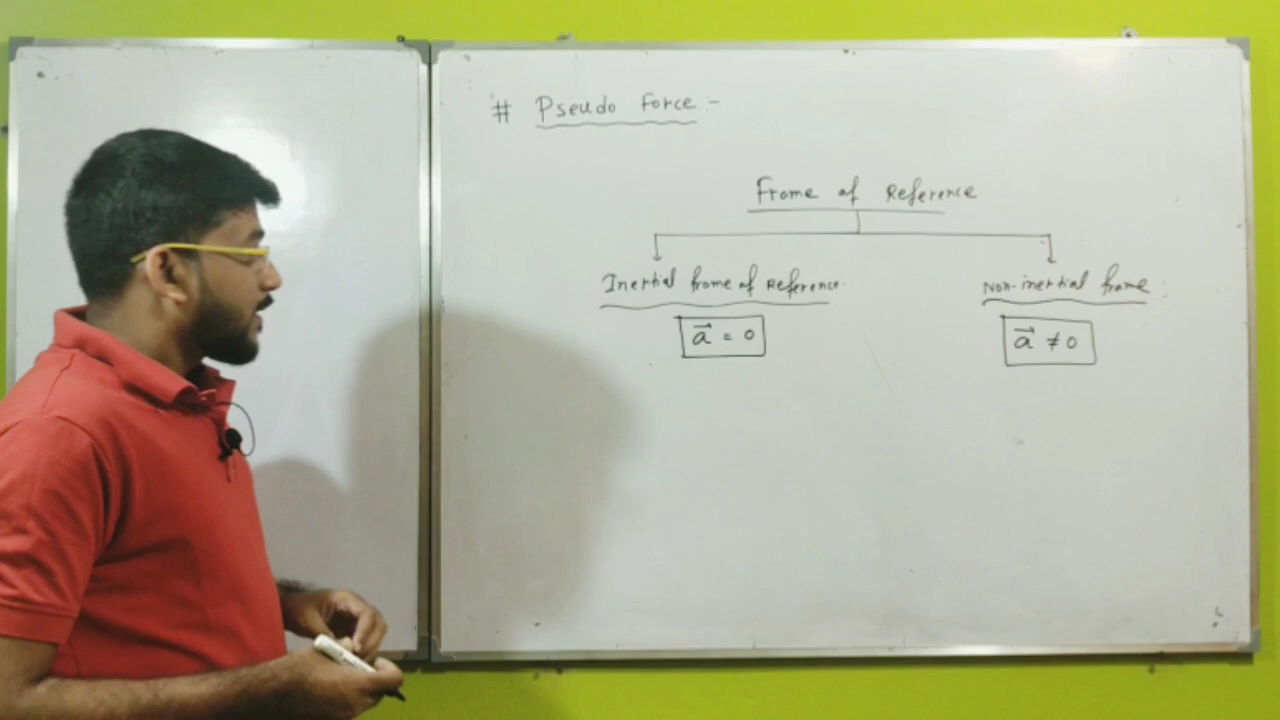 # Pseudo Force :-
Frame of Reference
Inertial frame of Reference.
Non-inertial frame :
a⃗ = 0
a⃗ ≠ 0